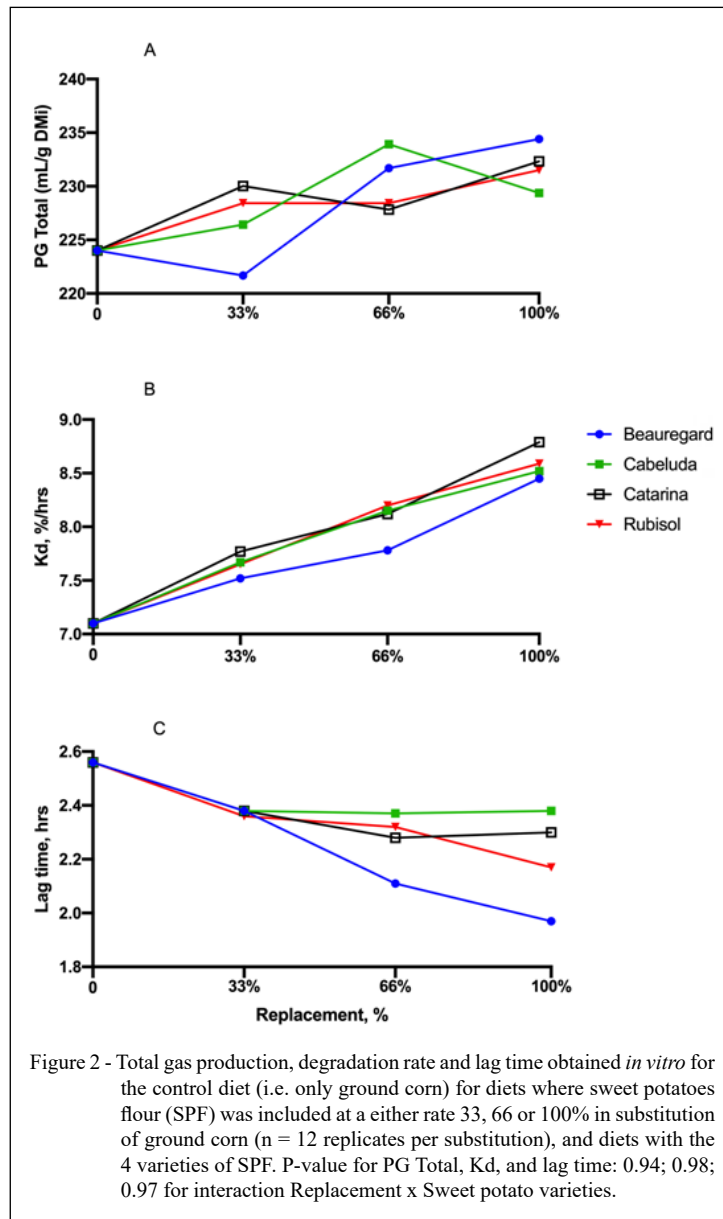 A
PG Total (mL/g DMi)
240
235
230
225
220
0 33% 66% 100%
B
Kd, %/hrs
9.0
8.5
8.0
7.5
7.0
0 33% 66% 100%
Beauregard
Cabeluda
Catarina
Rubisol
C
Lag time, hrs
2.6
2.4
2.2
2.0
1.8
0 33% 66% 100%
Replacement, %
Figure 2 - Total gas production, degradation rate and lag time obtained in vitro for
the control diet (i.e. only ground corn) for diets where sweet potatoes
flour (SPF) was included at a either rate 33, 66 or 100% in substitution
of ground corn (n = 12 replicates per substitution), and diets with the
4 varieties of SPF. P-value for PG Total, Kd, and lag time: 0.94; 0.98;
0.97 for interaction Replacement x Sweet potato varieties.